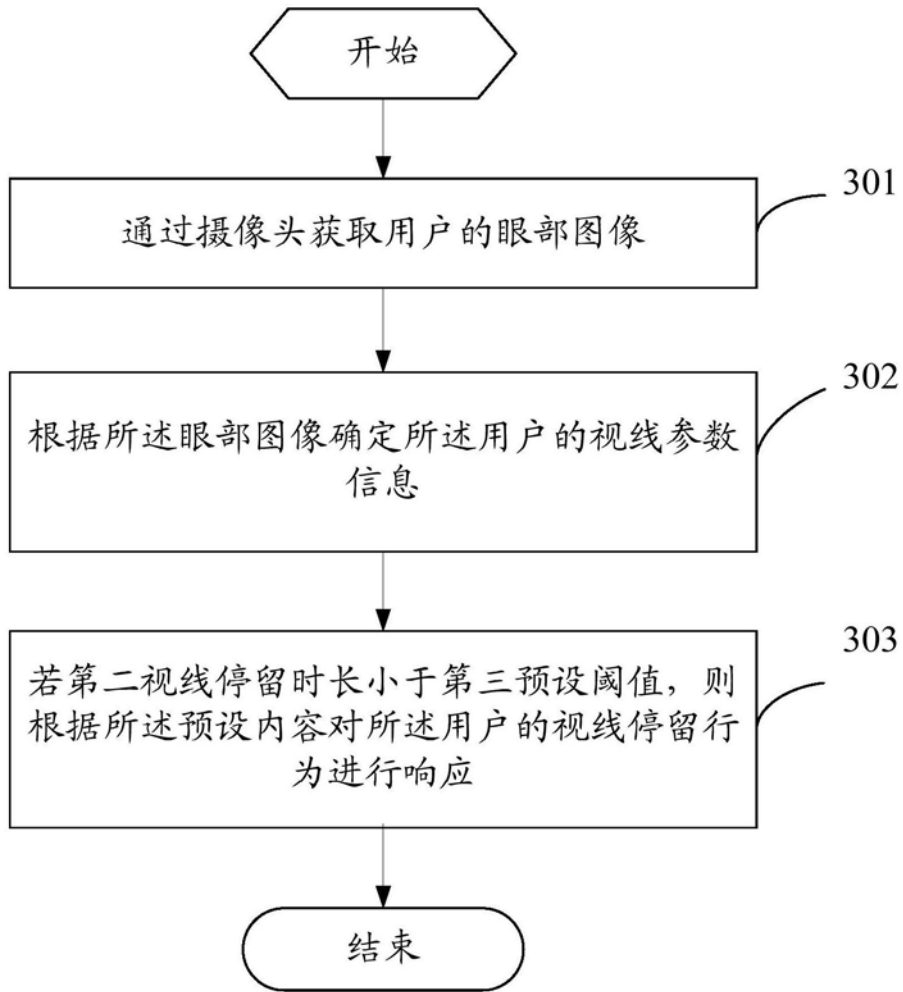 开始
301
通过摄像头获取用户的眼部图像
302
根据所述眼部图像确定所述用户的视线参数
信息
303
若第二视线停留时长小于第三预设阈值，则
根据所述预设内容对所述用户的视线停留行
为进行响应
结束